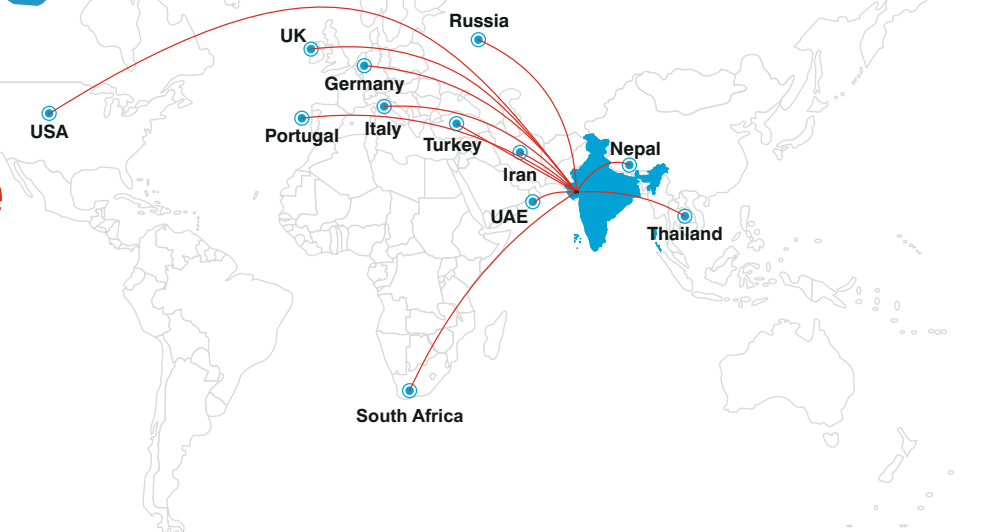 Russia
UK
Germany
USA
Portugal
Italy
Turkey
Nepal
Iran
UAE
Thailand
South Africa